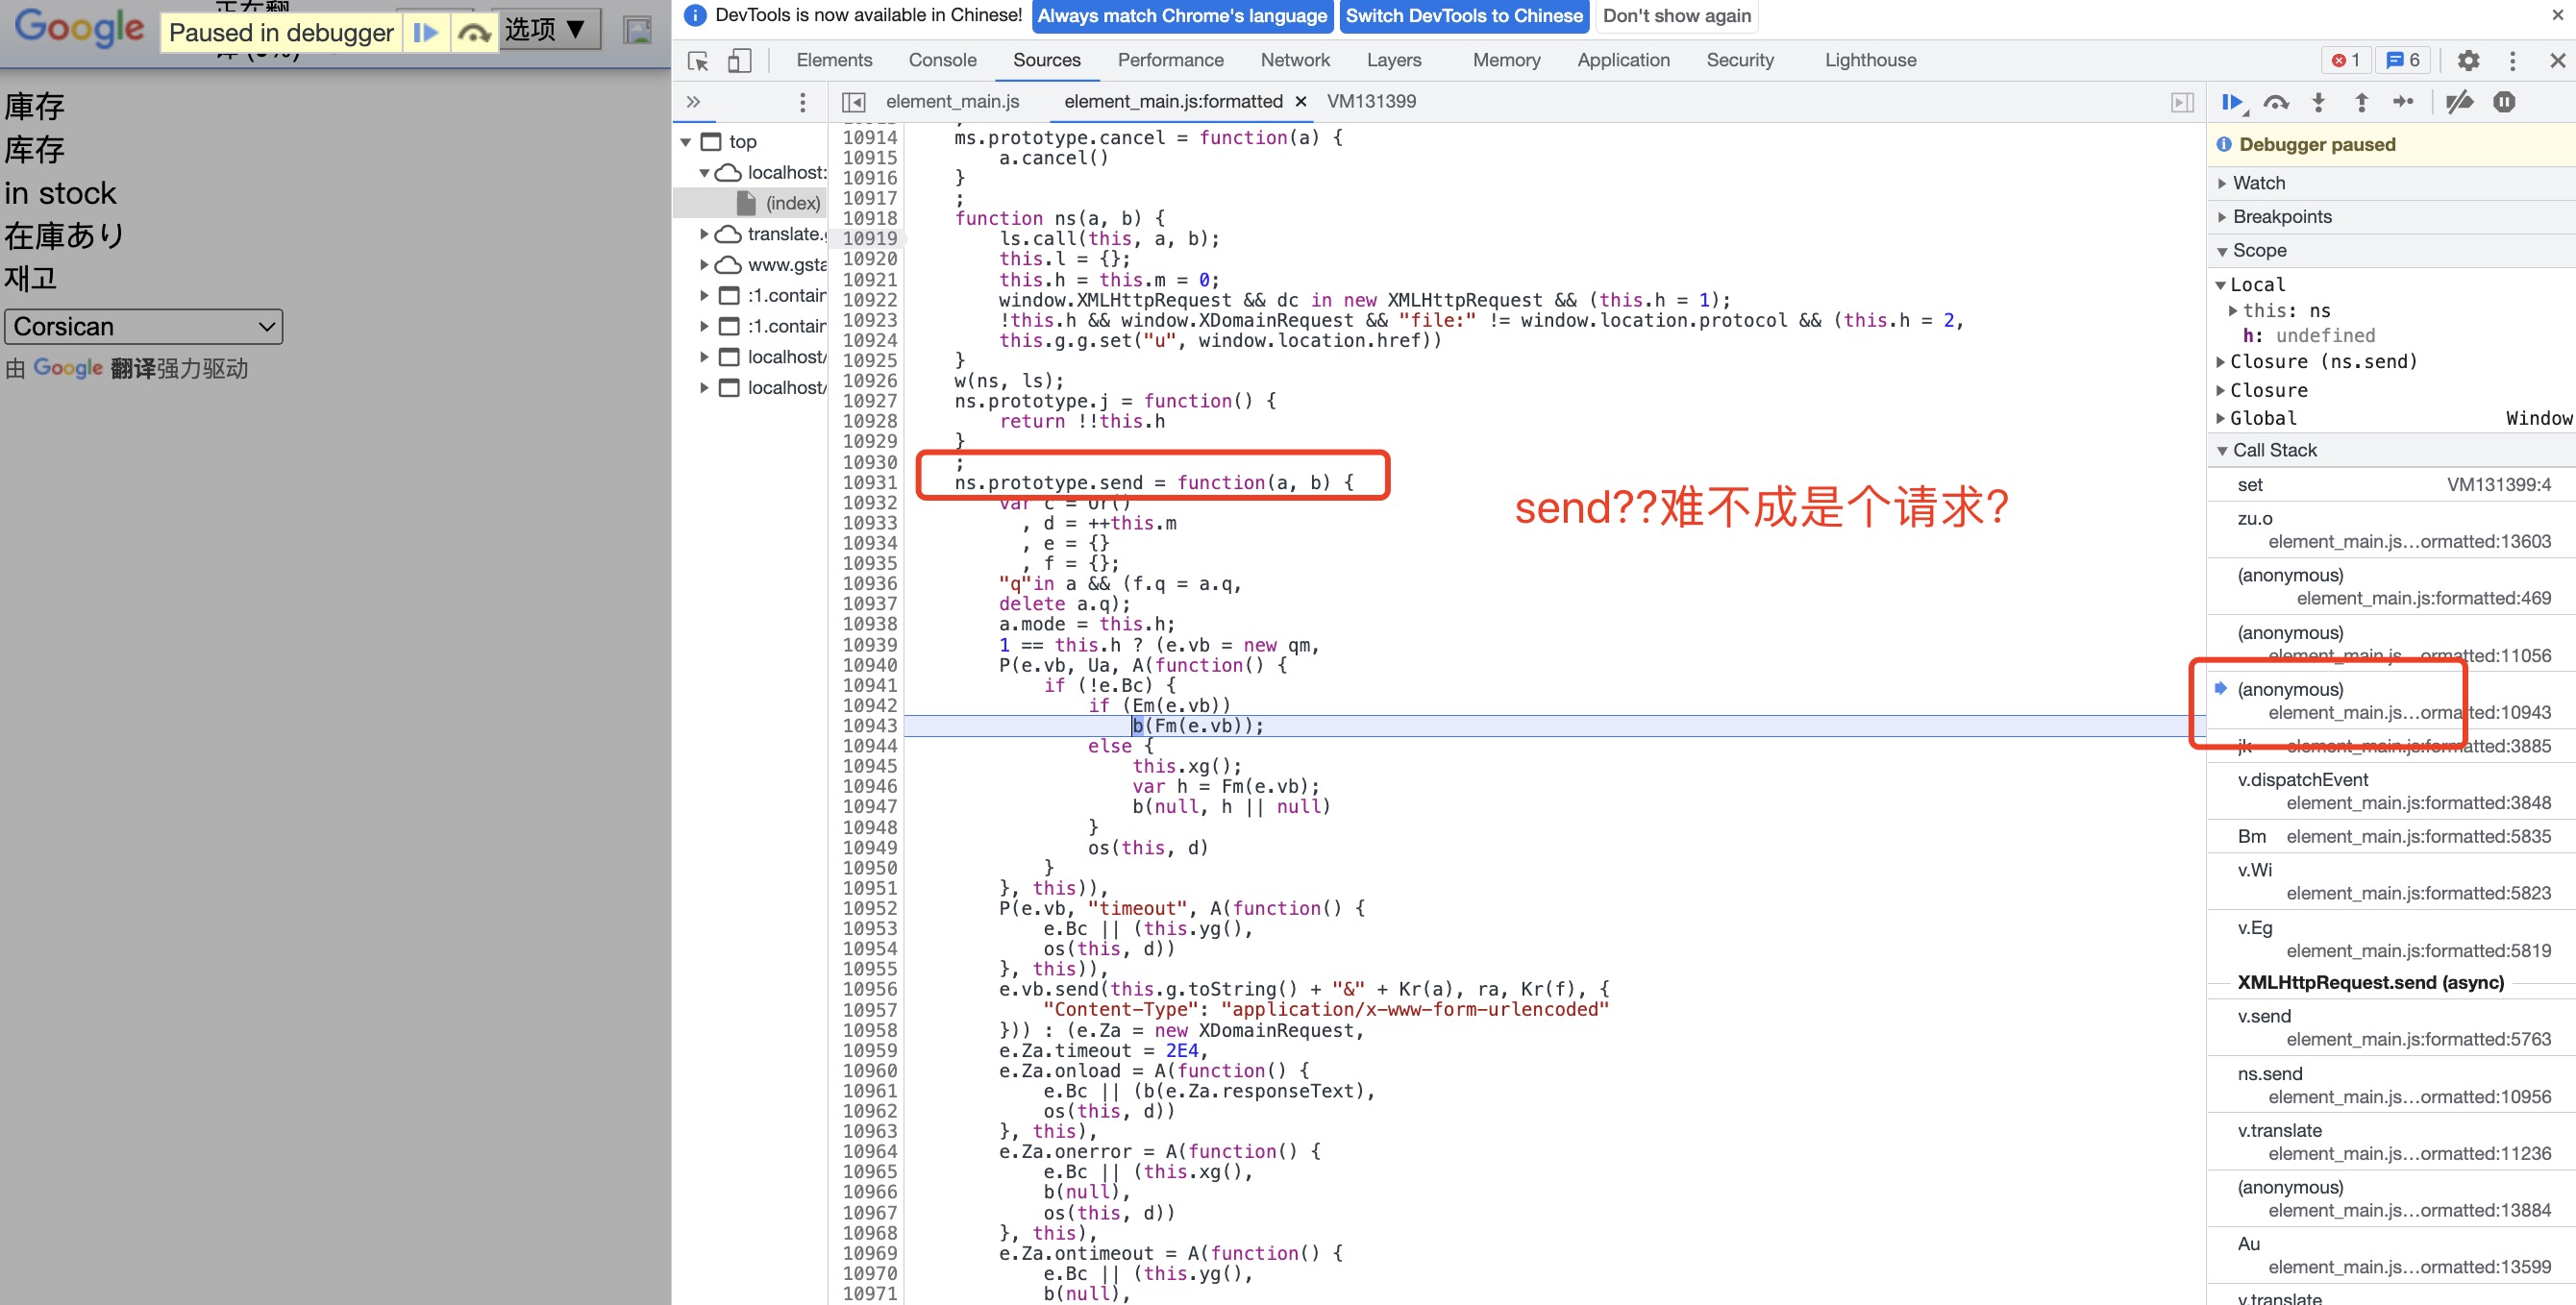 Google
Paused in debugger
选项 ▼
庫存
库存
in stock
在庫あり
재고
Corsican
由 Google 翻译强力驱动
DevTools is now available in Chinese!
Always match Chrome's language
Switch DevTools to Chinese
Don't show again
Elements
Console
Sources
Performance
Network
Layers
Memory
Application
Security
Lighthouse
1
6
element_main.js
element_main.js:formatted
VM131399
top
localhost:
(index)
translate.g
www.gsta
:1.contain
:1.contain
localhost/
localhost/
10914 ms.prototype.cancel = function(a) {
10915 a.cancel()
10916 }
10917 ;
10918 function ns(a, b) {
10919 ls.call(this, a, b);
10920 this.l = {};
10921 this.h = this.m = 0;
10922 window.XMLHttpRequest && dc in new XMLHttpRequest && (this.h = 1);
10923 !this.h && window.XDomainRequest && "file:" != window.location.protocol && (this.h = 2,
10924 this.g.g.set("u", window.location.href))
10925 }
10926 w(ns, ls);
10927 ns.prototype.j = function() {
10928 return !!this.h
10929 }
10930 ;
10931 ns.prototype.send = function(a, b) {
10932 var c = Or()
10933 , d = ++this.m
10934 , e = {}
10935 , f = {};
10936 "q"in a && (f.q = a.q,
10937 delete a.q);
10938 a.mode = this.h;
10939 1 == this.h ? (e.vb = new qm,
10940 P(e.vb, Ua, A(function() {
10941 if (!e.Bc) {
10942 if (Em(e.vb))
10943 b(Fm(e.vb));
10944 else {
10945 this.xg();
10946 var h = Fm(e.vb);
10947 b(null, h || null)
10948 }
10949 os(this, d)
10950 }
10951 }, this)),
10952 P(e.vb, "timeout", A(function() {
10953 e.Bc || (this.yg(),
10954 os(this, d))
10955 }, this)),
10956 e.vb.send(this.g.toString() + "&" + Kr(a), ra, Kr(f), {
10957 "Content-Type": "application/x-www-form-urlencoded"
10958 })) : (e.Za = new XDomainRequest,
10959 e.Za.timeout = 2E4,
10960 e.Za.onload = A(function() {
10961 e.Bc || (b(e.Za.responseText),
10962 os(this, d))
10963 }, this),
10964 e.Za.onerror = A(function() {
10965 e.Bc || (this.xg(),
10966 b(null),
10967 os(this, d))
10968 }, this),
10969 e.Za.ontimeout = A(function() {
10970 e.Bc || (this.yg(),
10971 b(null),
send??难不成是个请求?
Debugger paused
Watch
Breakpoints
Scope
Local
this: ns
h: undefined
Closure (ns.send)
Closure
Global Window
Call Stack
set VM131399:4
zu.o
element_main.js…ormatted:13603
(anonymous)
element_main.js:formatted:469
(anonymous)
element_main.js…ormatted:11056
(anonymous)
element_main.js…ormatted:10943
jk element_main.js:formatted:3885
v.dispatchEvent
element_main.js:formatted:3848
Bm element_main.js:formatted:5835
v.Wi
element_main.js:formatted:5823
v.Eg
element_main.js:formatted:5819
XMLHttpRequest.send (async)
v.send
element_main.js:formatted:5763
ns.send
element_main.js…ormatted:10956
v.translate
element_main.js…ormatted:11236
(anonymous)
element_main.js…ormatted:13884
Au
element_main.js…ormatted:13599
v.translate